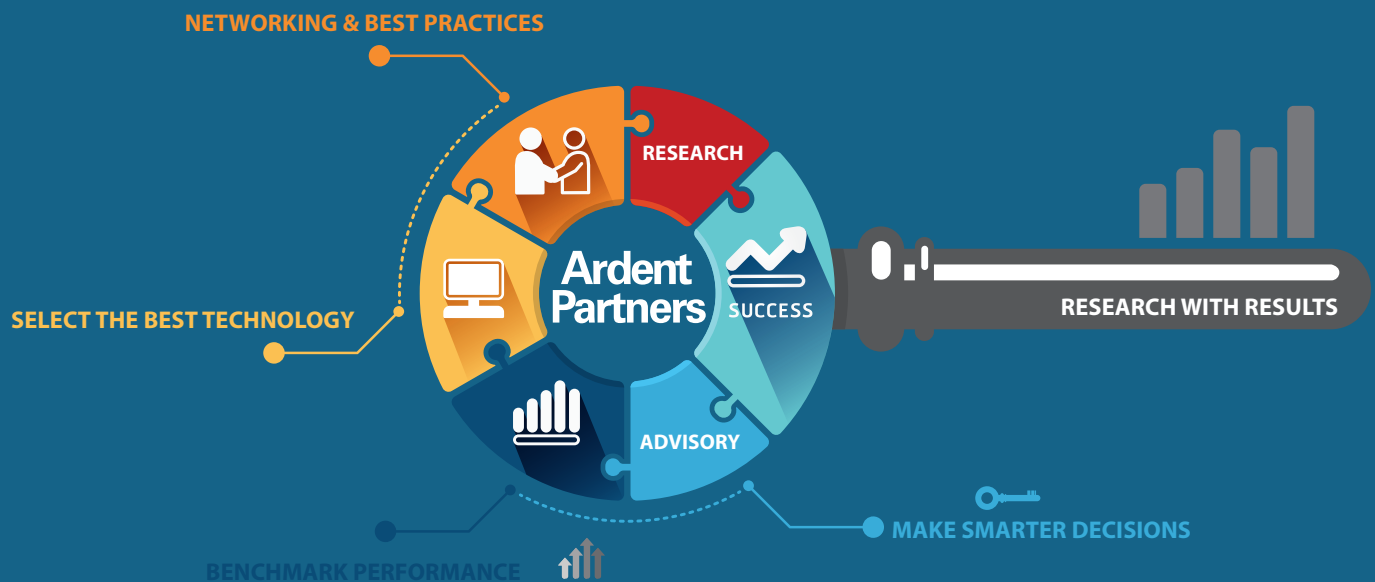 NETWORKING & BEST PRACTICES
RESEARCH
Ardent
Partners
SUCCESS
RESEARCH WITH RESULTS
SELECT THE BEST TECHNOLOGY
ADVISORY
MAKE SMARTER DECISIONS
BENCHMARK PERFORMANCE